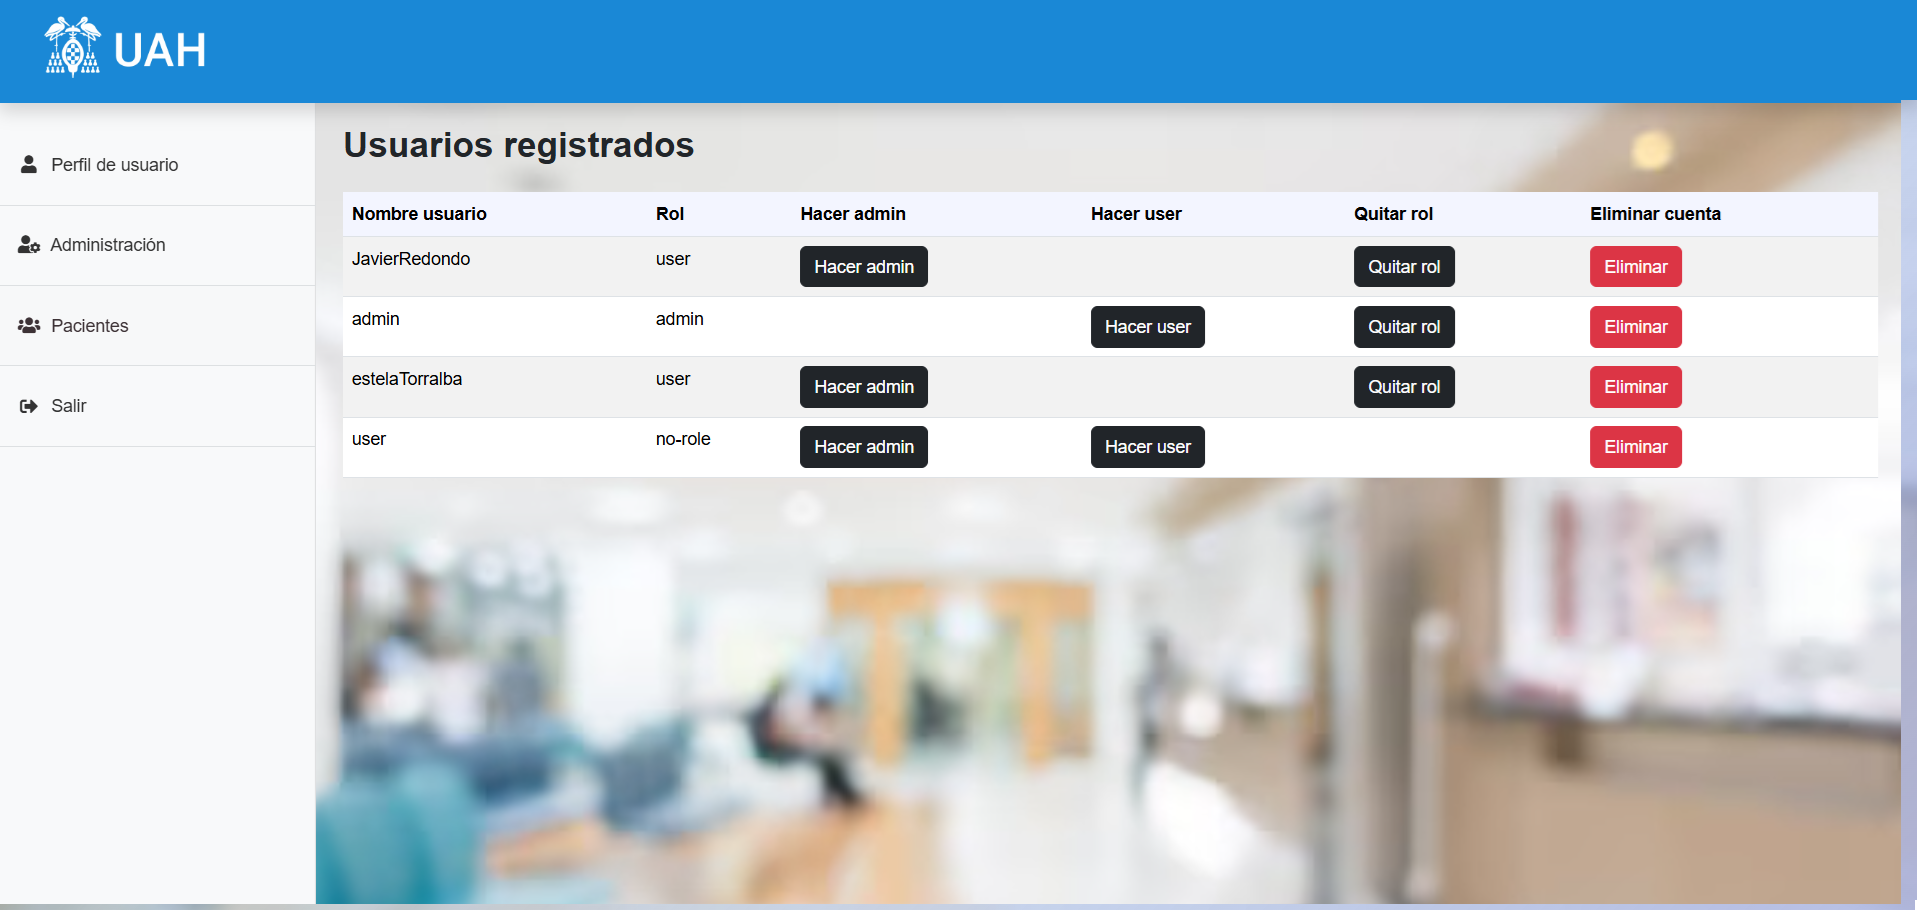 UAH
Perfil de usuario
Administración
Pacientes
Salir
Usuarios registrados
Nombre usuario Rol Hacer admin Hacer user Quitar rol Eliminar cuenta
JavierRedondo user Hacer admin Quitar rol Eliminar
admin admin Hacer user Quitar rol Eliminar
estelaTorralba user Hacer admin Quitar rol Eliminar
user no-role Hacer admin Hacer user Eliminar